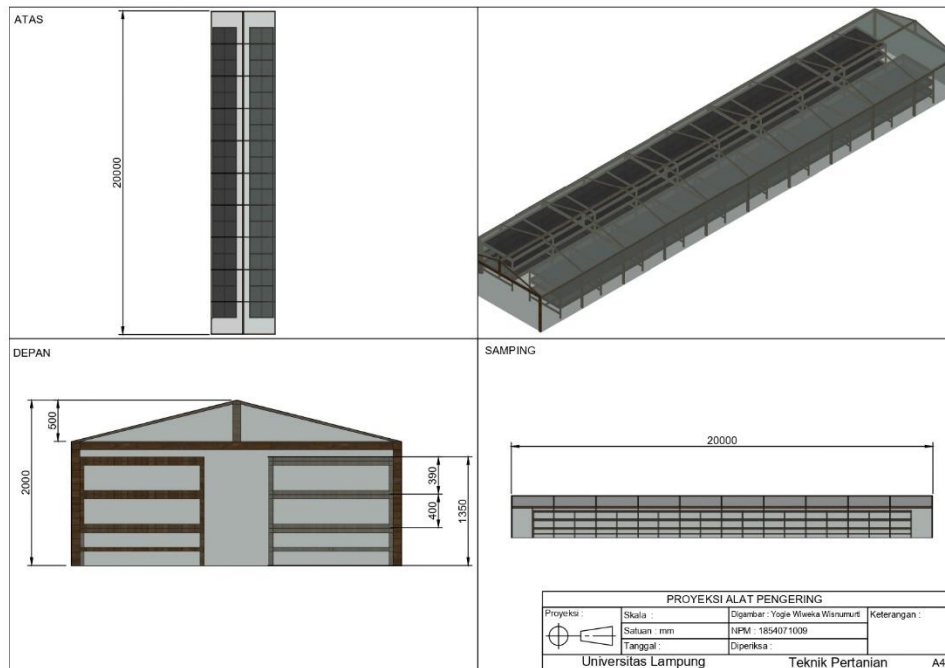 ATAS
20000
DEPAN
500
2000
390
400
1350
SAMPING
20000
PROYEKSI ALAT PENGERING
Proyeksi :
Skala :
Digambar : Yogie Wiweka Wisnumurti
Keterangan :
Satuan : mm
NPM : 1854071009
Tanggal :
Diperiksa :
Universitas Lampung
Teknik Pertanian
A4